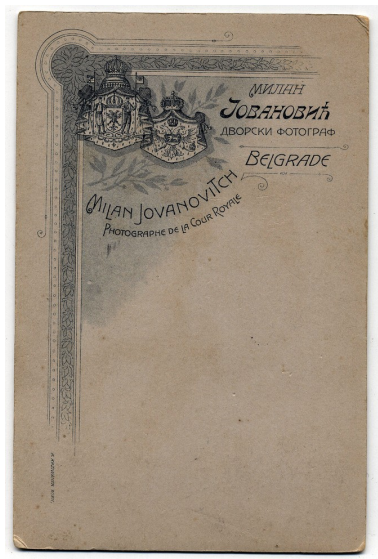 МИЛАН
ЈОВАНОВИЋ
ДВОРСКИ ФОТОГРАФ
BELGRADE
MILAN JOVANOVITCH
PHOTOGRAPHE DE LA COUR ROYALE